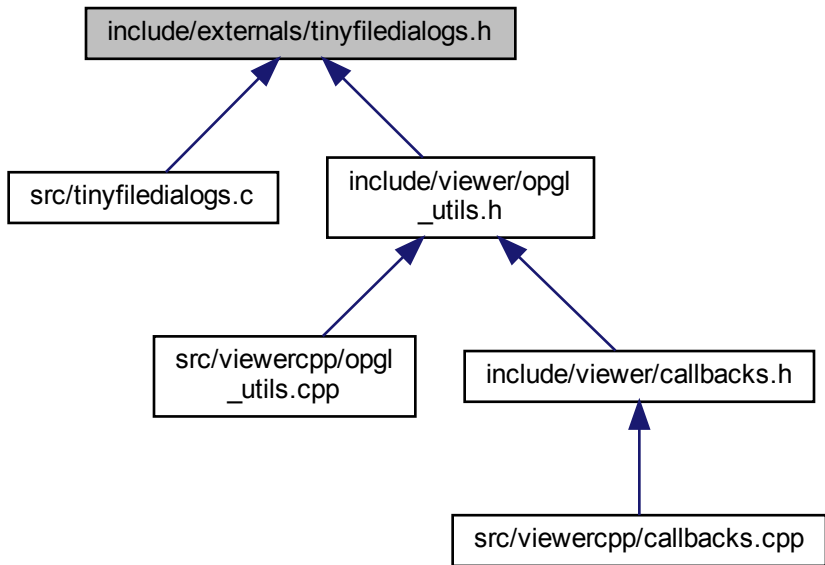 include/externals/tinyfiledialogs.h
src/tinyfiledialogs.c
include/viewer/opgl
_utils.h
src/viewercpp/opgl
_utils.cpp
include/viewer/callbacks.h
src/viewercpp/callbacks.cpp